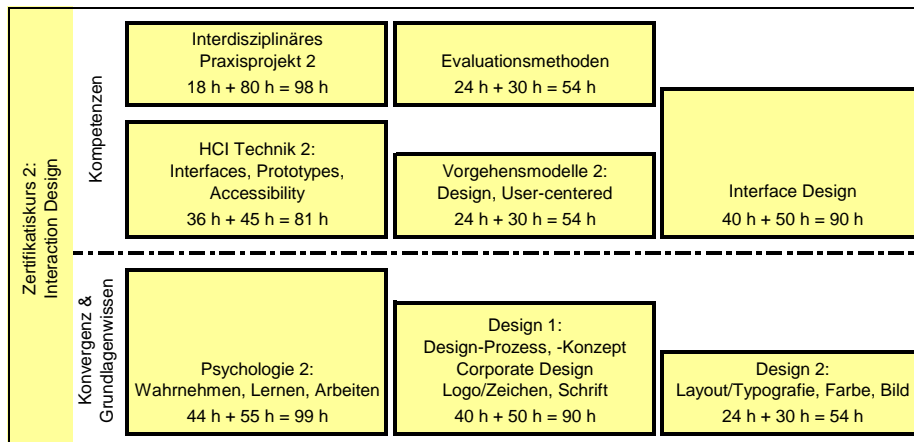 Zertifikatiskurs 2:
Interaction Design
Kompetenzen
Interdisziplinäres
Praxisprojekt 2
18 h + 80 h = 98 h
Evaluationsmethoden
24 h + 30 h = 54 h
HCI Technik 2:
Interfaces, Prototypes,
Accessibility
36 h + 45 h = 81 h
Vorgehensmodelle 2:
Design, User-centered
24 h + 30 h = 54 h
Interface Design
40 h + 50 h = 90 h
Konvergenz &
Grundlagenwissen
Psychologie 2:
Wahrnehmen, Lernen, Arbeiten
44 h + 55 h = 99 h
Design 1:
Design-Prozess, -Konzept
Corporate Design
Logo/Zeichen, Schrift
40 h + 50 h = 90 h
Design 2:
Layout/Typografie, Farbe, Bild
24 h + 30 h = 54 h